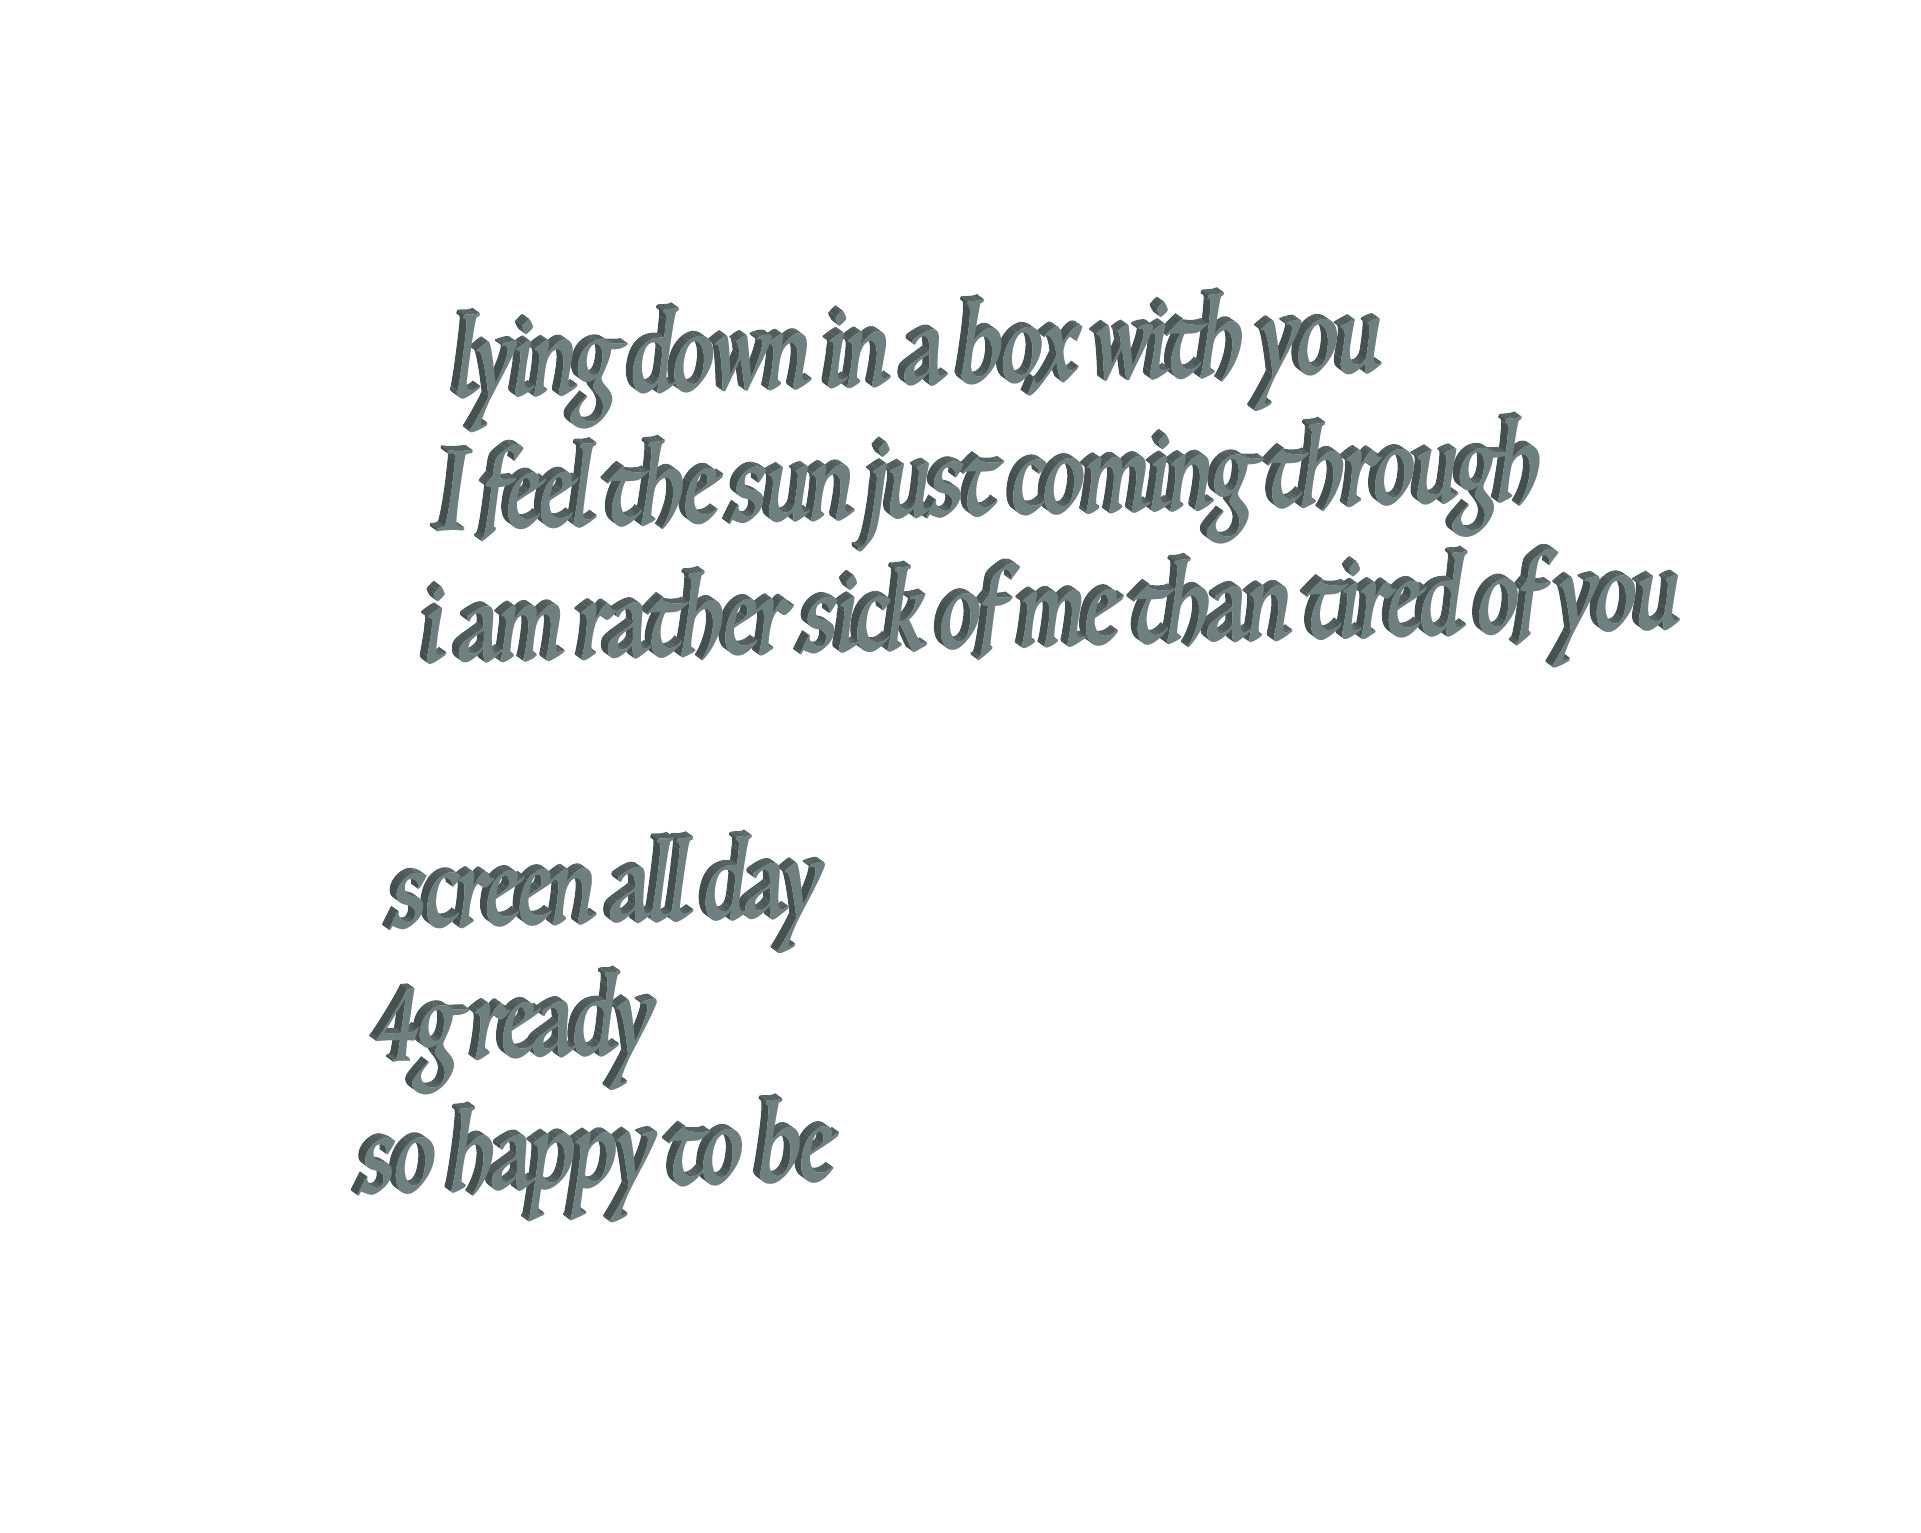 lying down in a box with you
I feel the sun just coming through
i am rather sick of me than tired of you
screen all day
4g ready
so happy to be